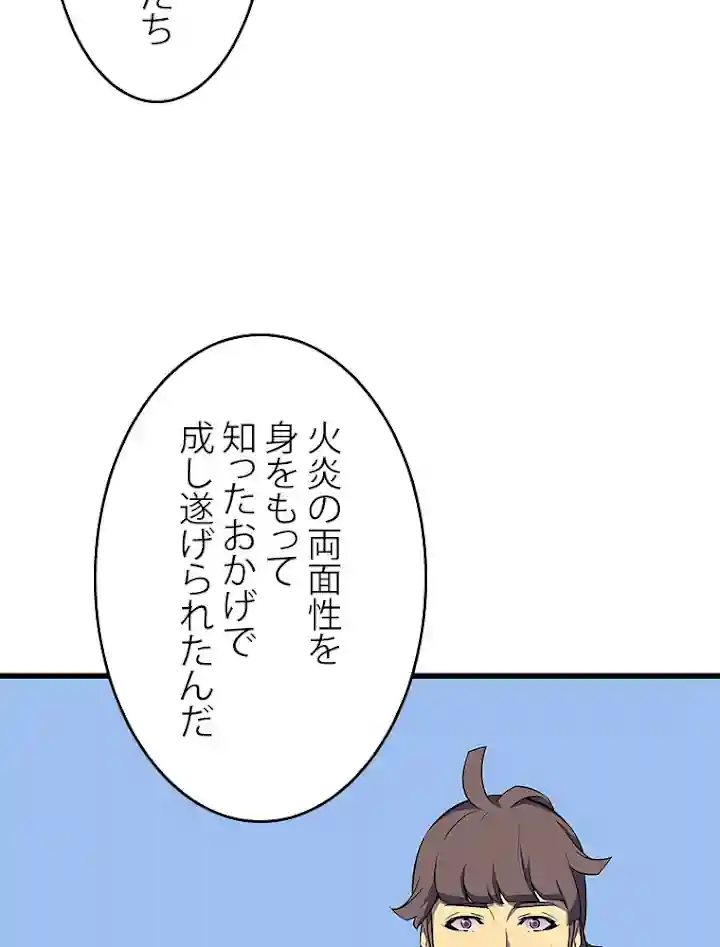 たち
火炎の両面性を
身をもって
知ったおかげで
成し遂げられたんだ